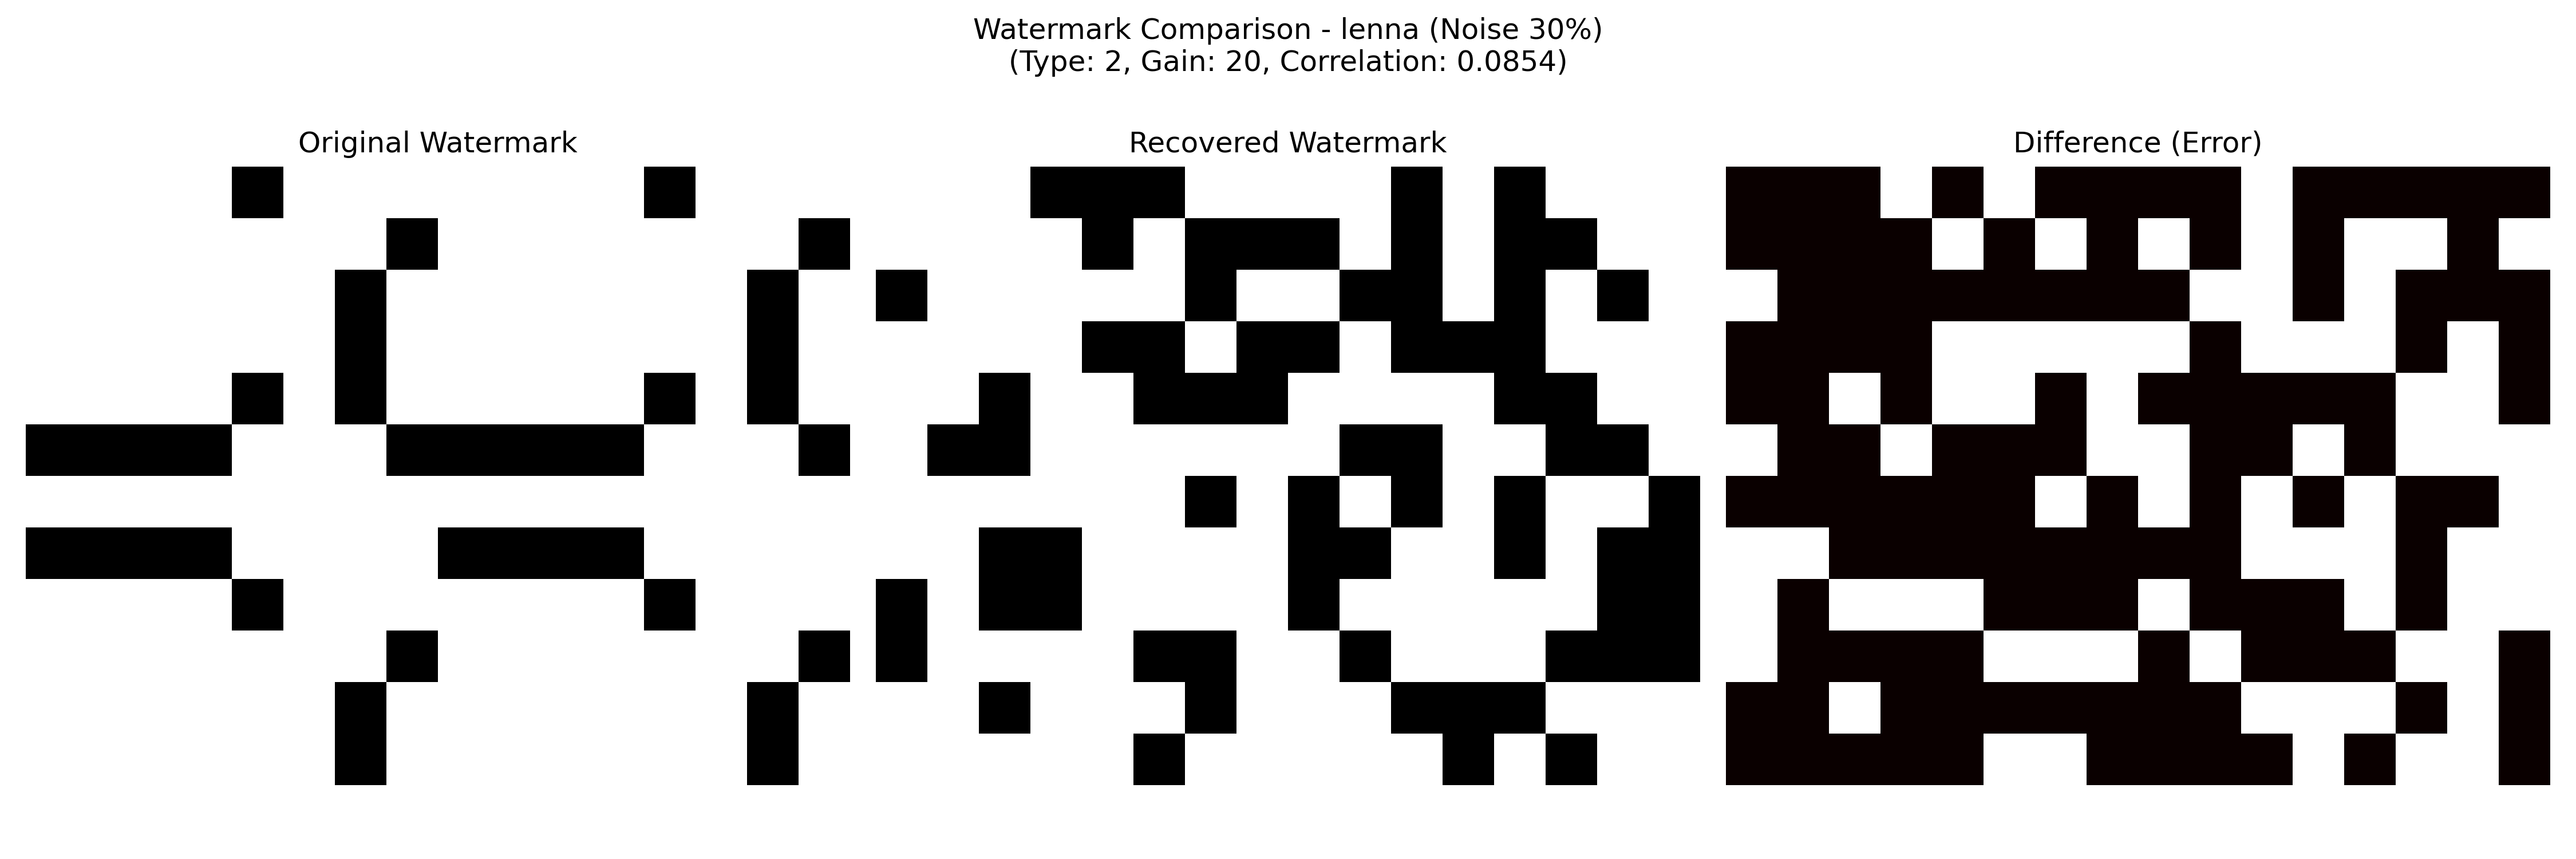 Watermark Comparison - lenna (Noise 30%)
(Type: 2, Gain: 20, Correlation: 0.0854)
Original Watermark
Recovered Watermark
Difference (Error)